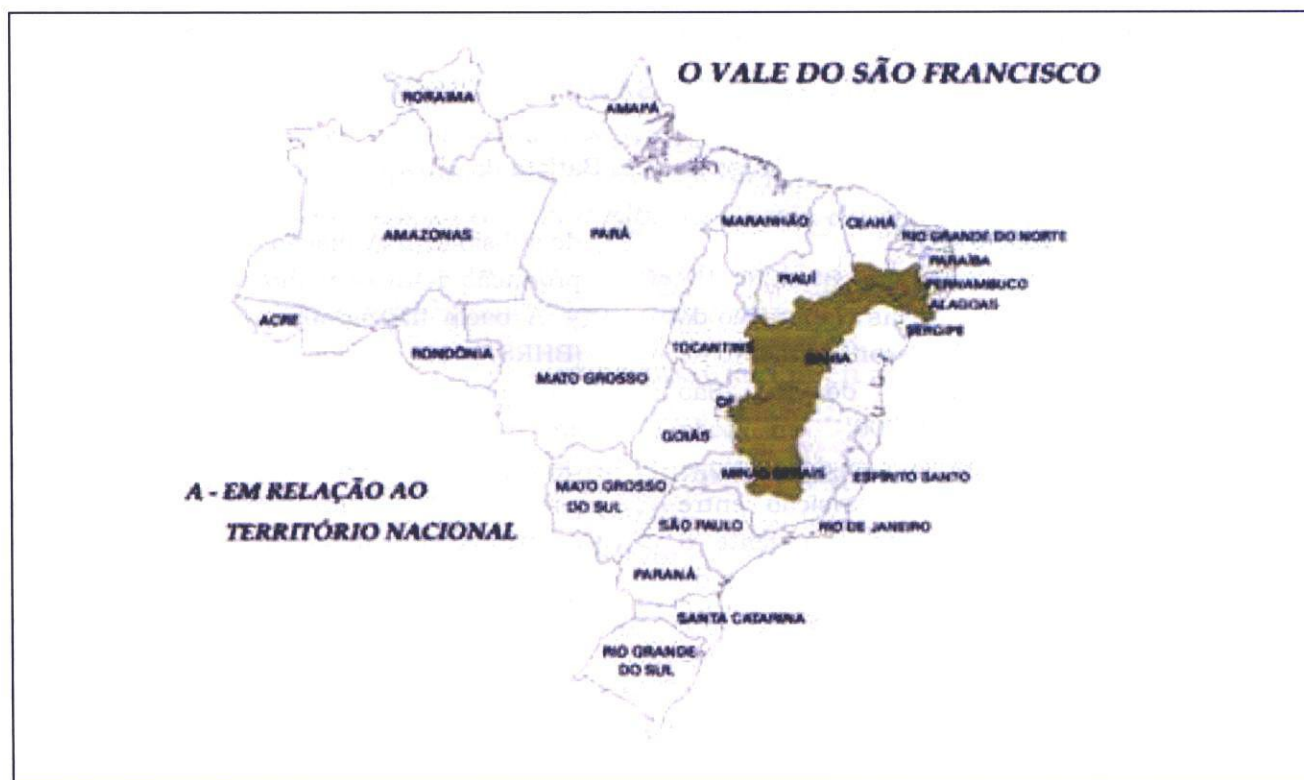 O VALE DO SÃO FRANCISCO
RORAIMA
AMAPÁ
AMAZONAS
PARÁ
MARANHÃO
CEARÁ
RIO GRANDE DO NORTE
PARAÍBA
PIAUÍ
PERNAMBUCO
ALAGOAS
SERGIPE
ACRE
RONDÔNIA
TOCANTINS
BAHIA
MATO GROSSO
DF
GOIÁS
MINAS GERAIS
ESPÍRITO SANTO
A - EM RELAÇÃO AO
TERRITÓRIO NACIONAL
MATO GROSSO
DO SUL
SÃO PAULO
RIO DE JANEIRO
PARANÁ
SANTA CATARINA
RIO GRANDE
DO SUL